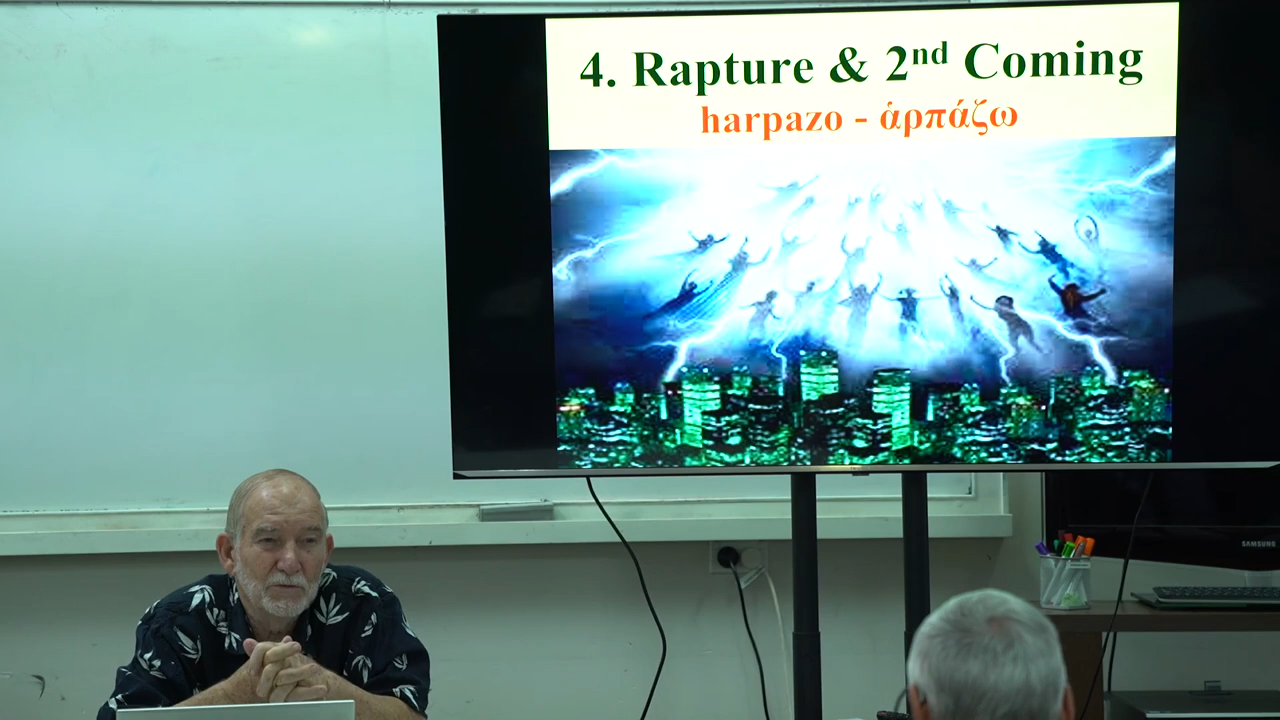 4. Rapture & 2nd Coming
harpazo - ἁρπάζω
SAMSUNG